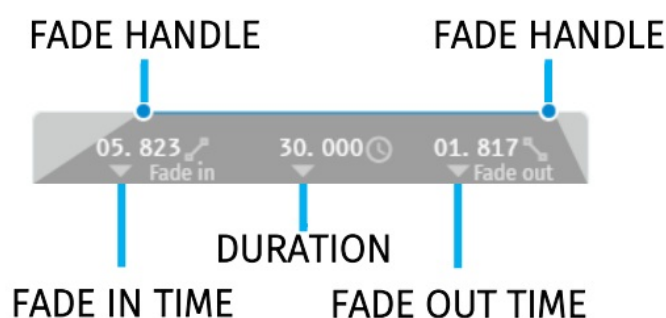 FADE HANDLE FADE HANDLE
05. 823 30. 000 01. 817
Fade in Fade out
DURATION
FADE IN TIME FADE OUT TIME